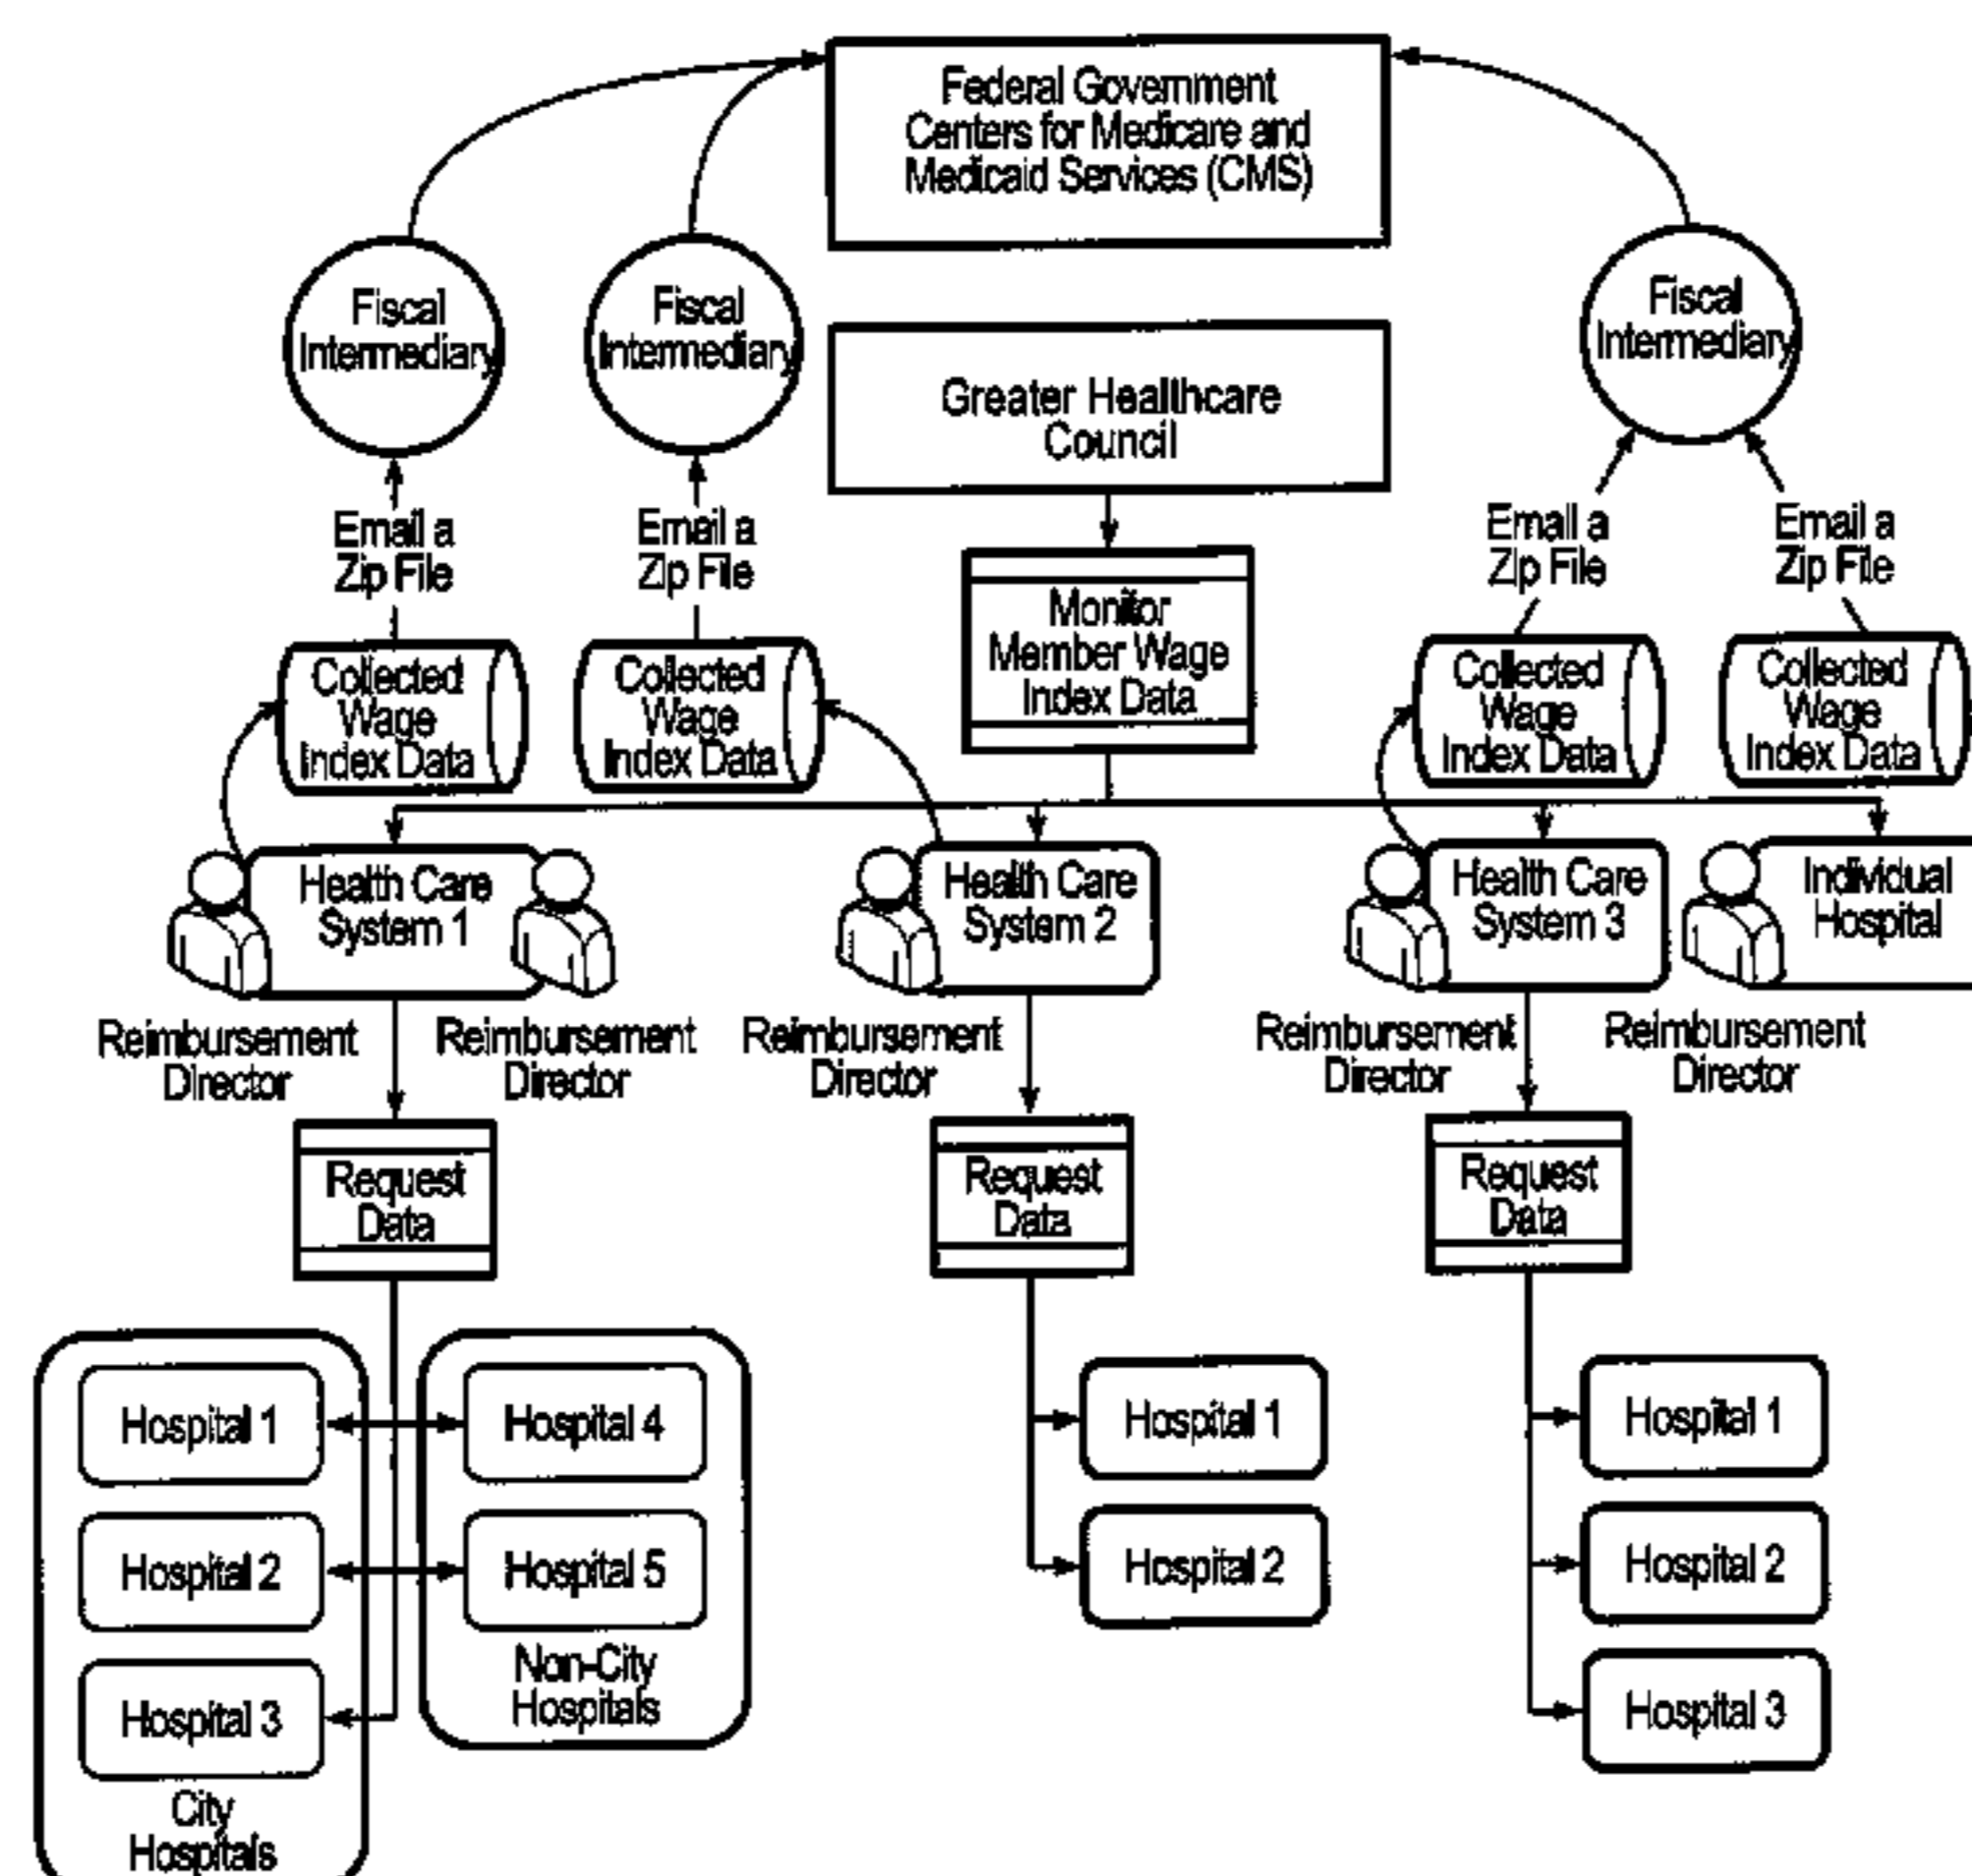 Federal Government
Centers for Medicare and
Medicaid Services (CMS)
Fiscal
Intermediary
Fiscal
Intermediary
Fiscal
Intermediary
Greater Healthcare
Council
Email a
Zip File
Email a
Zip File
Email a
Zip File
Email a
Zip File
Monitor
Member Wage
Index Data
Collected
Wage
Index Data
Collected
Wage
Index Data
Collected
Wage
Index Data
Collected
Wage
Index Data
Health Care
System 1
Health Care
System 2
Health Care
System 3
Individual
Hospital
Reimbursement
Director
Reimbursement
Director
Reimbursement
Director
Reimbursement
Director
Reimbursement
Director
Request
Data
Request
Data
Request
Data
Hospital 1
Hospital 2
Hospital 3
City
Hospitals
Hospital 4
Hospital 5
Non-City
Hospitals
Hospital 1
Hospital 2
Hospital 1
Hospital 2
Hospital 3